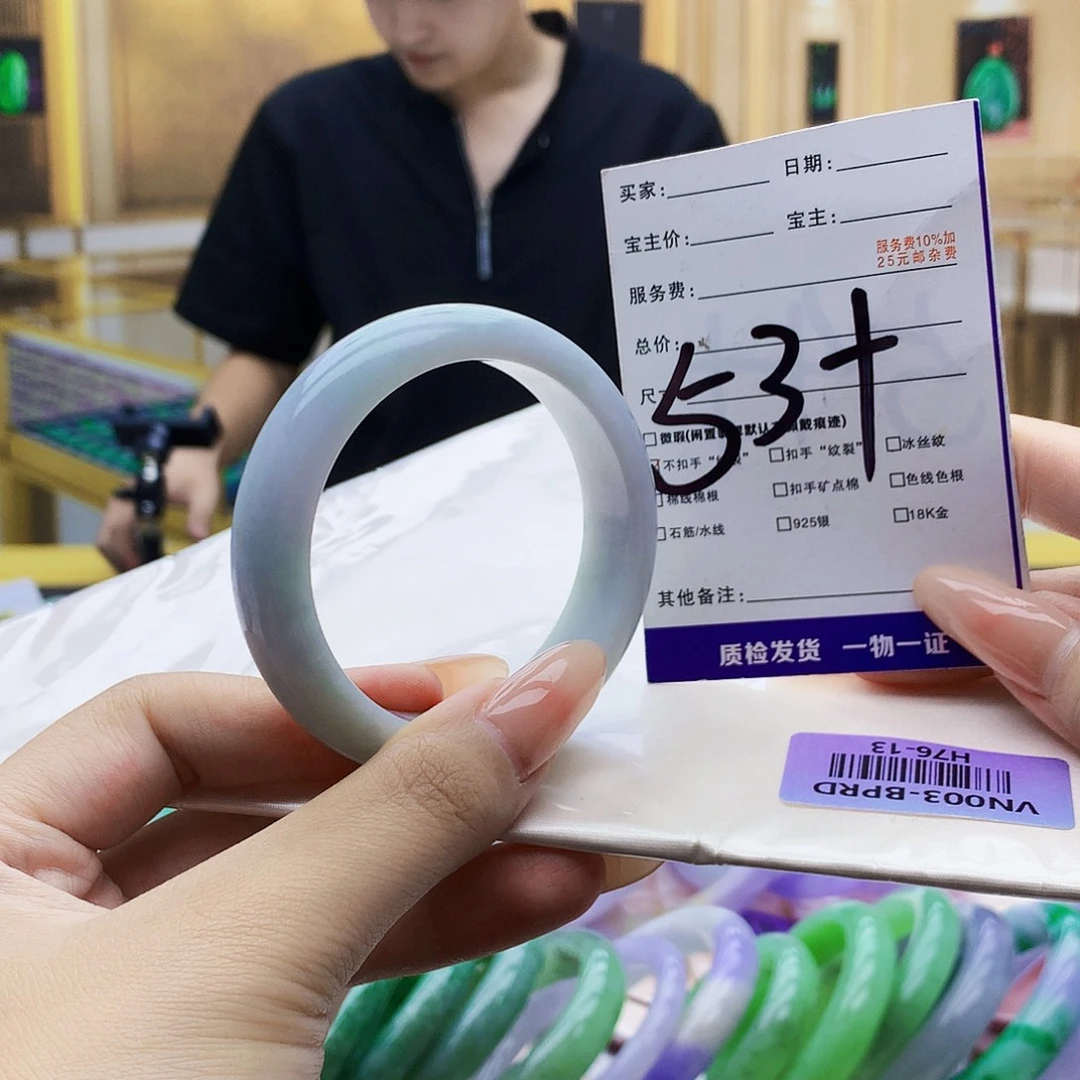 买家: 日期:
宝主价: 宝主:
服务费10%加
25元邮杂费
服务费:
总价:
53+
微瑕
不扣手 扣手“纹裂” 冰丝纹
棉线棉根 扣手矿点棉 色线色根
石筋/水线 925银 18K金
其他备注:
质检发货 一物一证
VN003-BPRD
H76-13